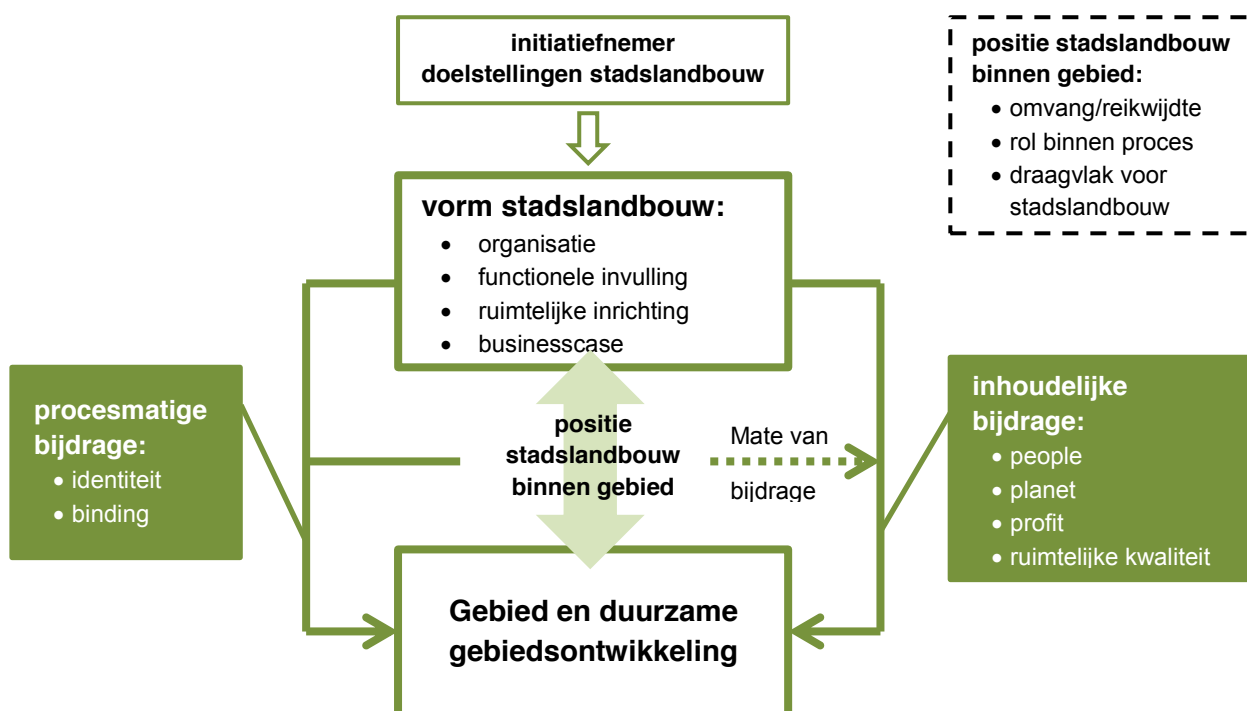 initiatiefnemer
doelstellingen stadslandbouw
positie stadslandbouw
binnen gebied:
• omvang/reikwijdte
• rol binnen proces
• draagvlak voor
stadslandbouw
vorm stadslandbouw:
• organisatie
• functionele invulling
• ruimtelijke inrichting
• businesscase
procesmatige
bijdrage:
• identiteit
• binding
positie
stadslandbouw
binnen gebied
Mate van
bijdrage
inhoudelijke
bijdrage:
• people
• planet
• profit
• ruimtelijke kwaliteit
Gebied en duurzame
gebiedsontwikkeling